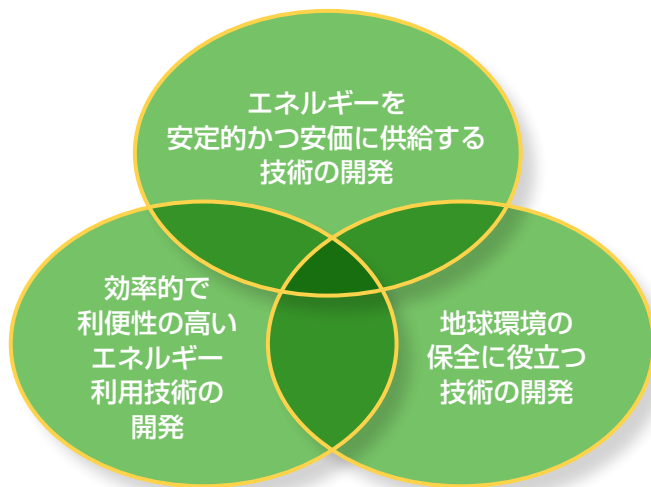 エネルギーを
安定的かつ安価に供給する
技術の開発
効率的で
利便性の高い
エネルギー
利用技術の
開発
地球環境の
保全に役立つ
技術の開発